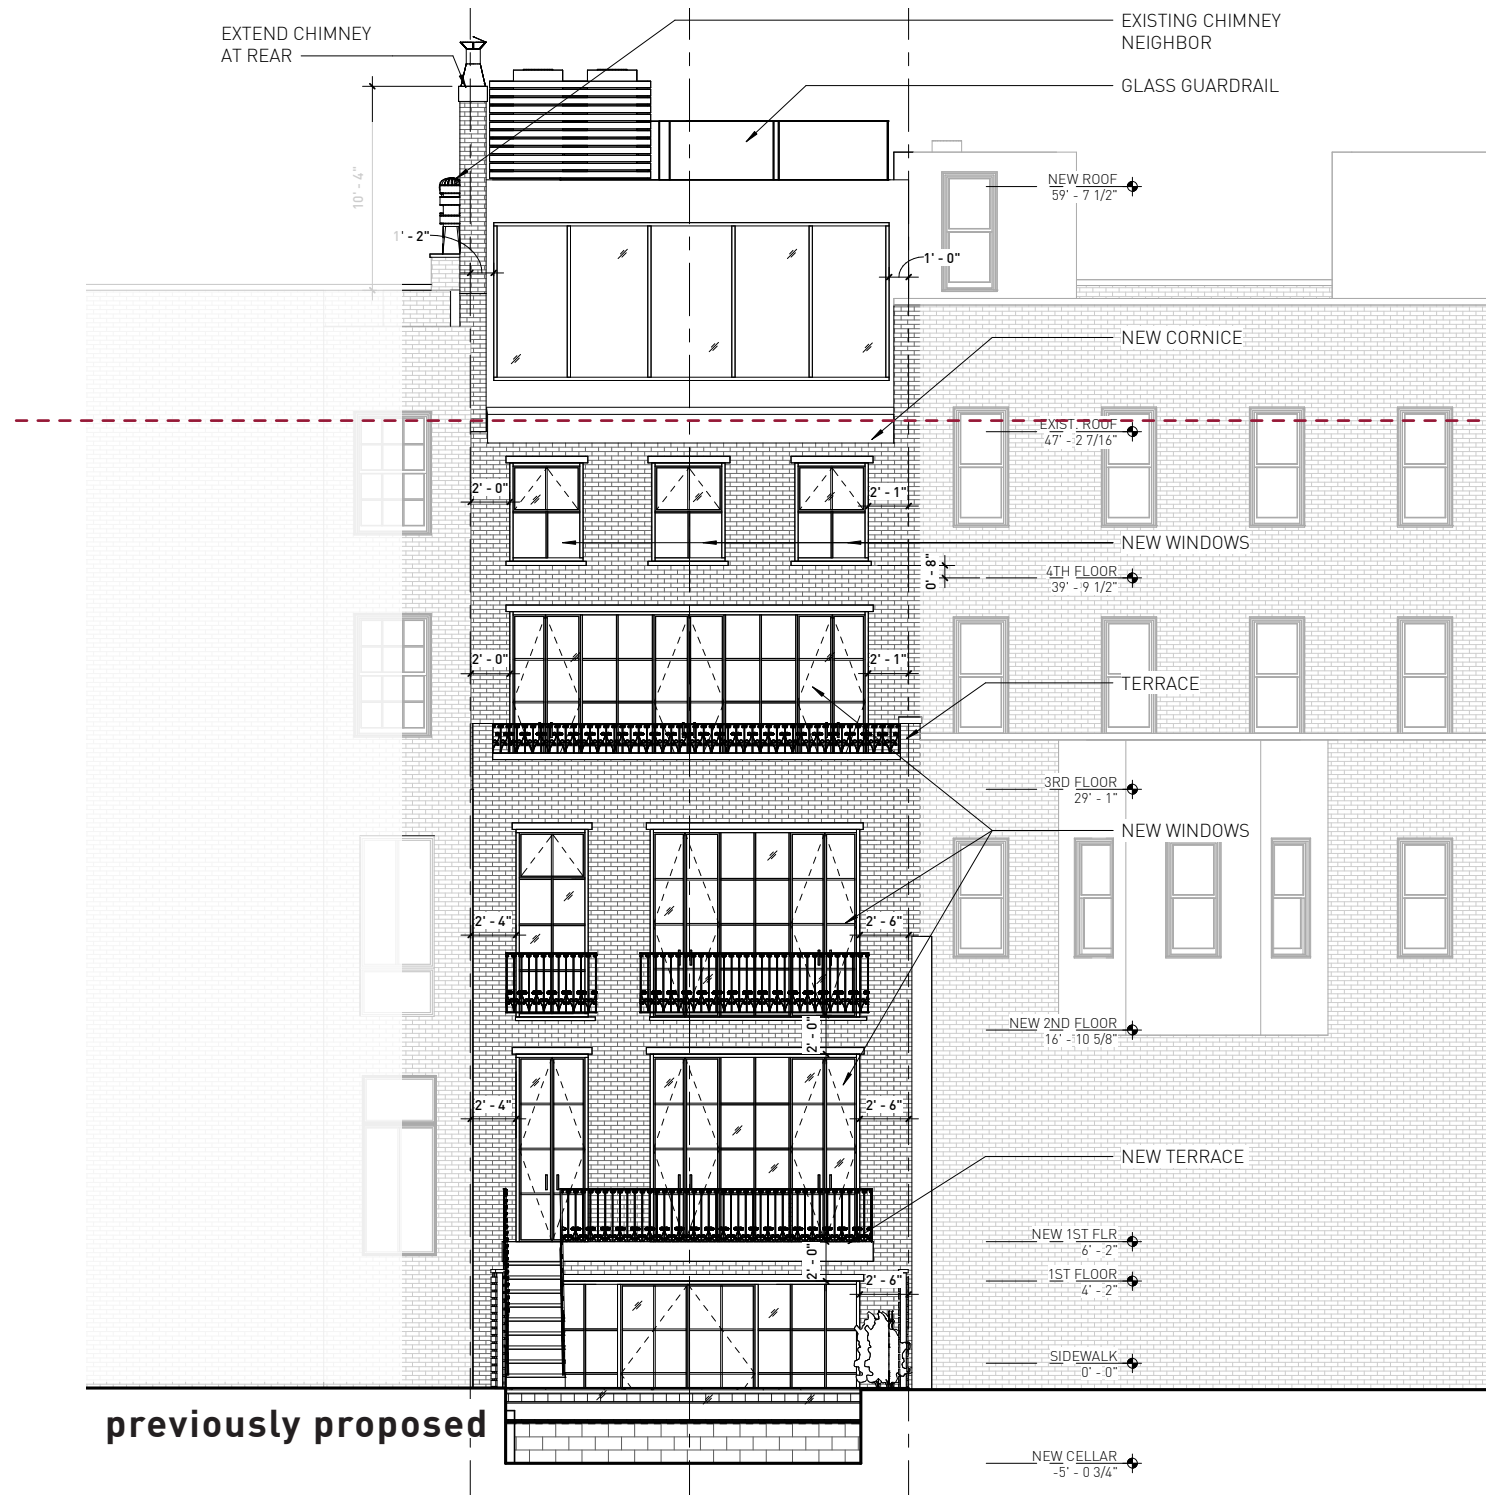 EXTEND CHIMNEY
AT REAR
EXISTING CHIMNEY
NEIGHBOR
GLASS GUARDRAIL
10' - 4"
NEW ROOF
59' - 7 1/2"
1' - 2"
1' - 0"
NEW CORNICE
EXIST. ROOF
47' - 2 7/16"
2' - 0"
2' - 1"
NEW WINDOWS
0' - 8"
4TH FLOOR
39' - 9 1/2"
2' - 0"
2' - 1"
TERRACE
3RD FLOOR
29' - 1"
NEW WINDOWS
2' - 4"
2' - 6"
NEW 2ND FLOOR
16' - 10 5/8"
2' - 0"
2' - 4"
2' - 6"
NEW TERRACE
NEW 1ST FLR
6' - 2"
2' - 0"
1ST FLOOR
4' - 2"
2' - 6"
SIDEWALK
0' - 0"
previously proposed
NEW CELLAR
-5' - 0 3/4"